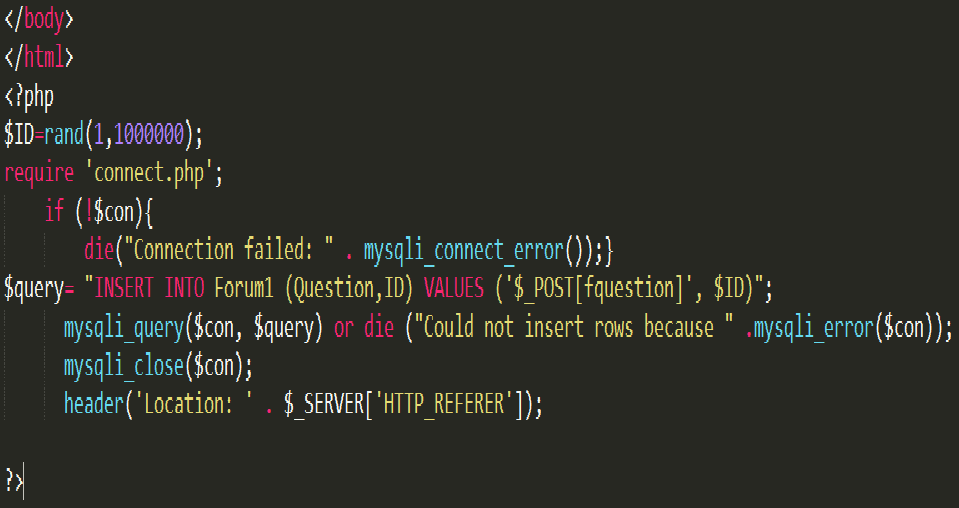 </body>
</html>
<?php
$ID=rand(1,1000000);
require 'connect.php';
if (!$con){
die("Connection failed: " . mysqli_connect_error());}
$query= "INSERT INTO Forum1 (Question,ID) VALUES ('$_POST[fquestion]', $ID)";
mysqli_query($con, $query) or die ("Could not insert rows because " .mysqli_error($con));
mysqli_close($con);
header('Location: ' . $_SERVER['HTTP_REFERER']);
?>